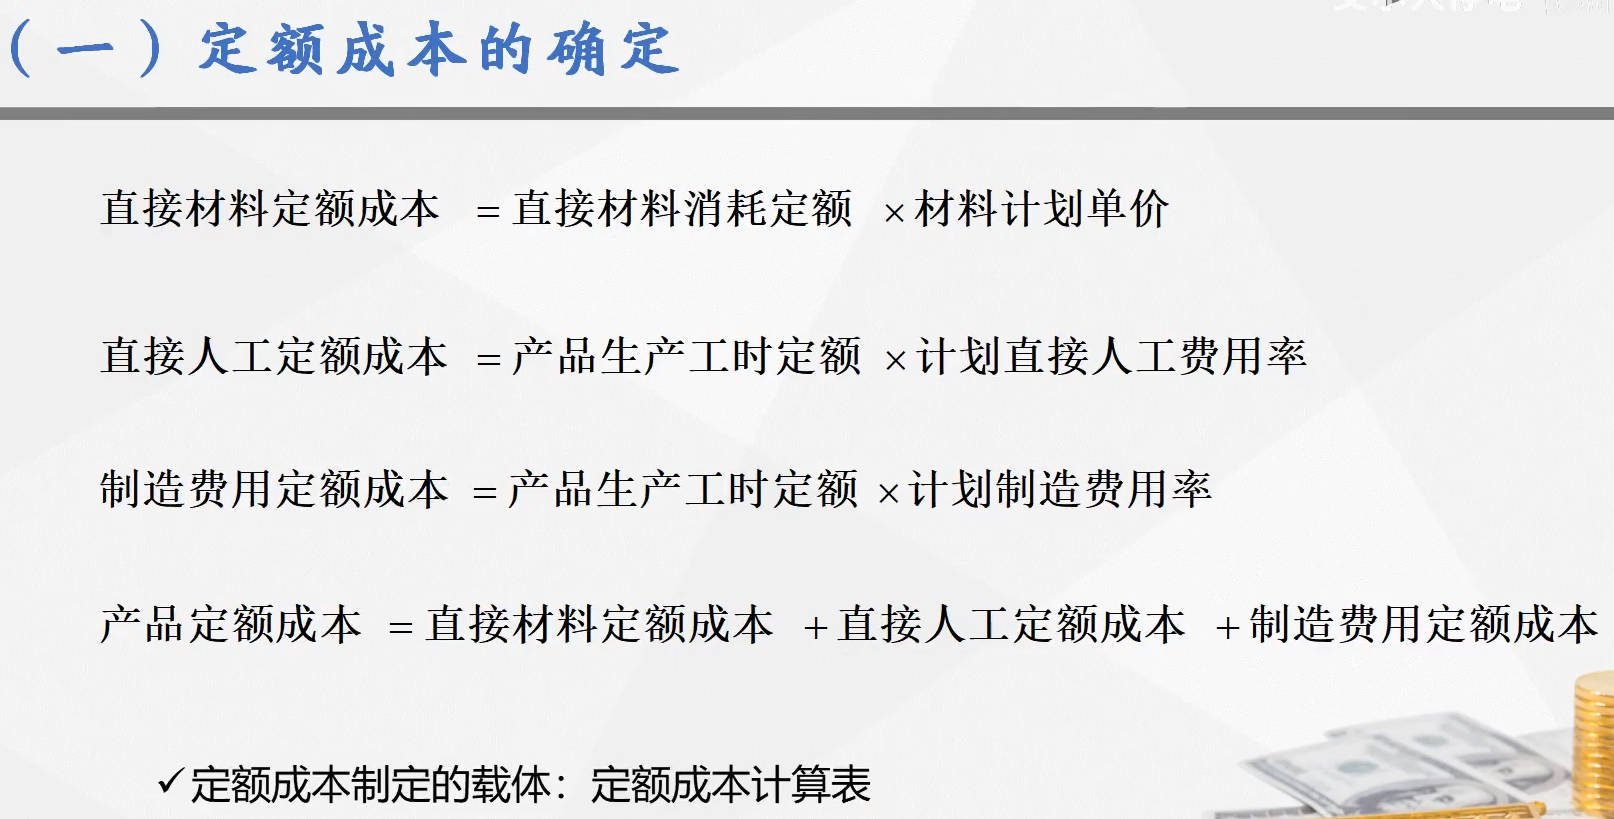 （一）定额成本的确定
直接材料定额成本 =直接材料消耗定额 ×材料计划单价
直接人工定额成本 =产品生产工时定额 ×计划直接人工费用率
制造费用定额成本 =产品生产工时定额 ×计划制造费用率
产品定额成本 =直接材料定额成本 +直接人工定额成本 +制造费用定额成本
✓定额成本制定的载体：定额成本计算表